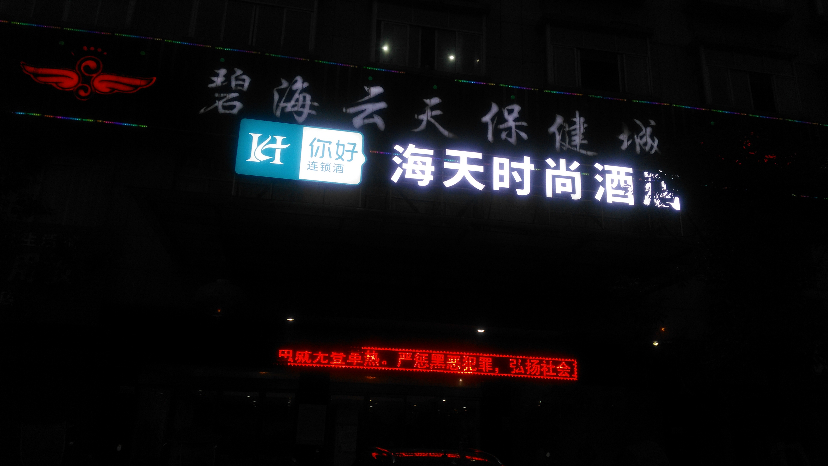 碧海云天保健城
你好
连锁酒
海天时尚酒
严惩黑恶犯罪，弘扬社会